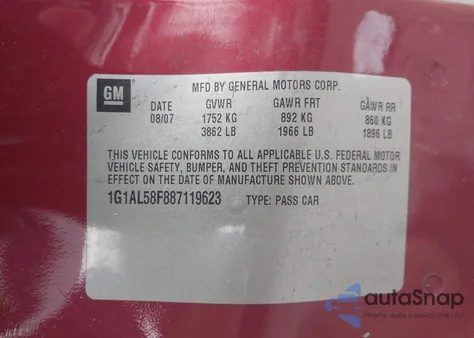 GM
MFD BY GENERAL MOTORS CORP.
DATE GVWR GAWR FRT GAWR RR
08/07 1752 KG 892 KG 860 KG
3862 LB 1966 LB 1896 LB
THIS VEHICLE CONFORMS TO ALL APPLICABLE U.S. FEDERAL MOTOR
VEHICLE SAFETY, BUMPER, AND THEFT PREVENTION STANDARDS IN
EFFECT ON THE DATE OF MANUFACTURE SHOWN ABOVE.
1G1AL58F887119623 TYPE: PASS CAR
autoSnap